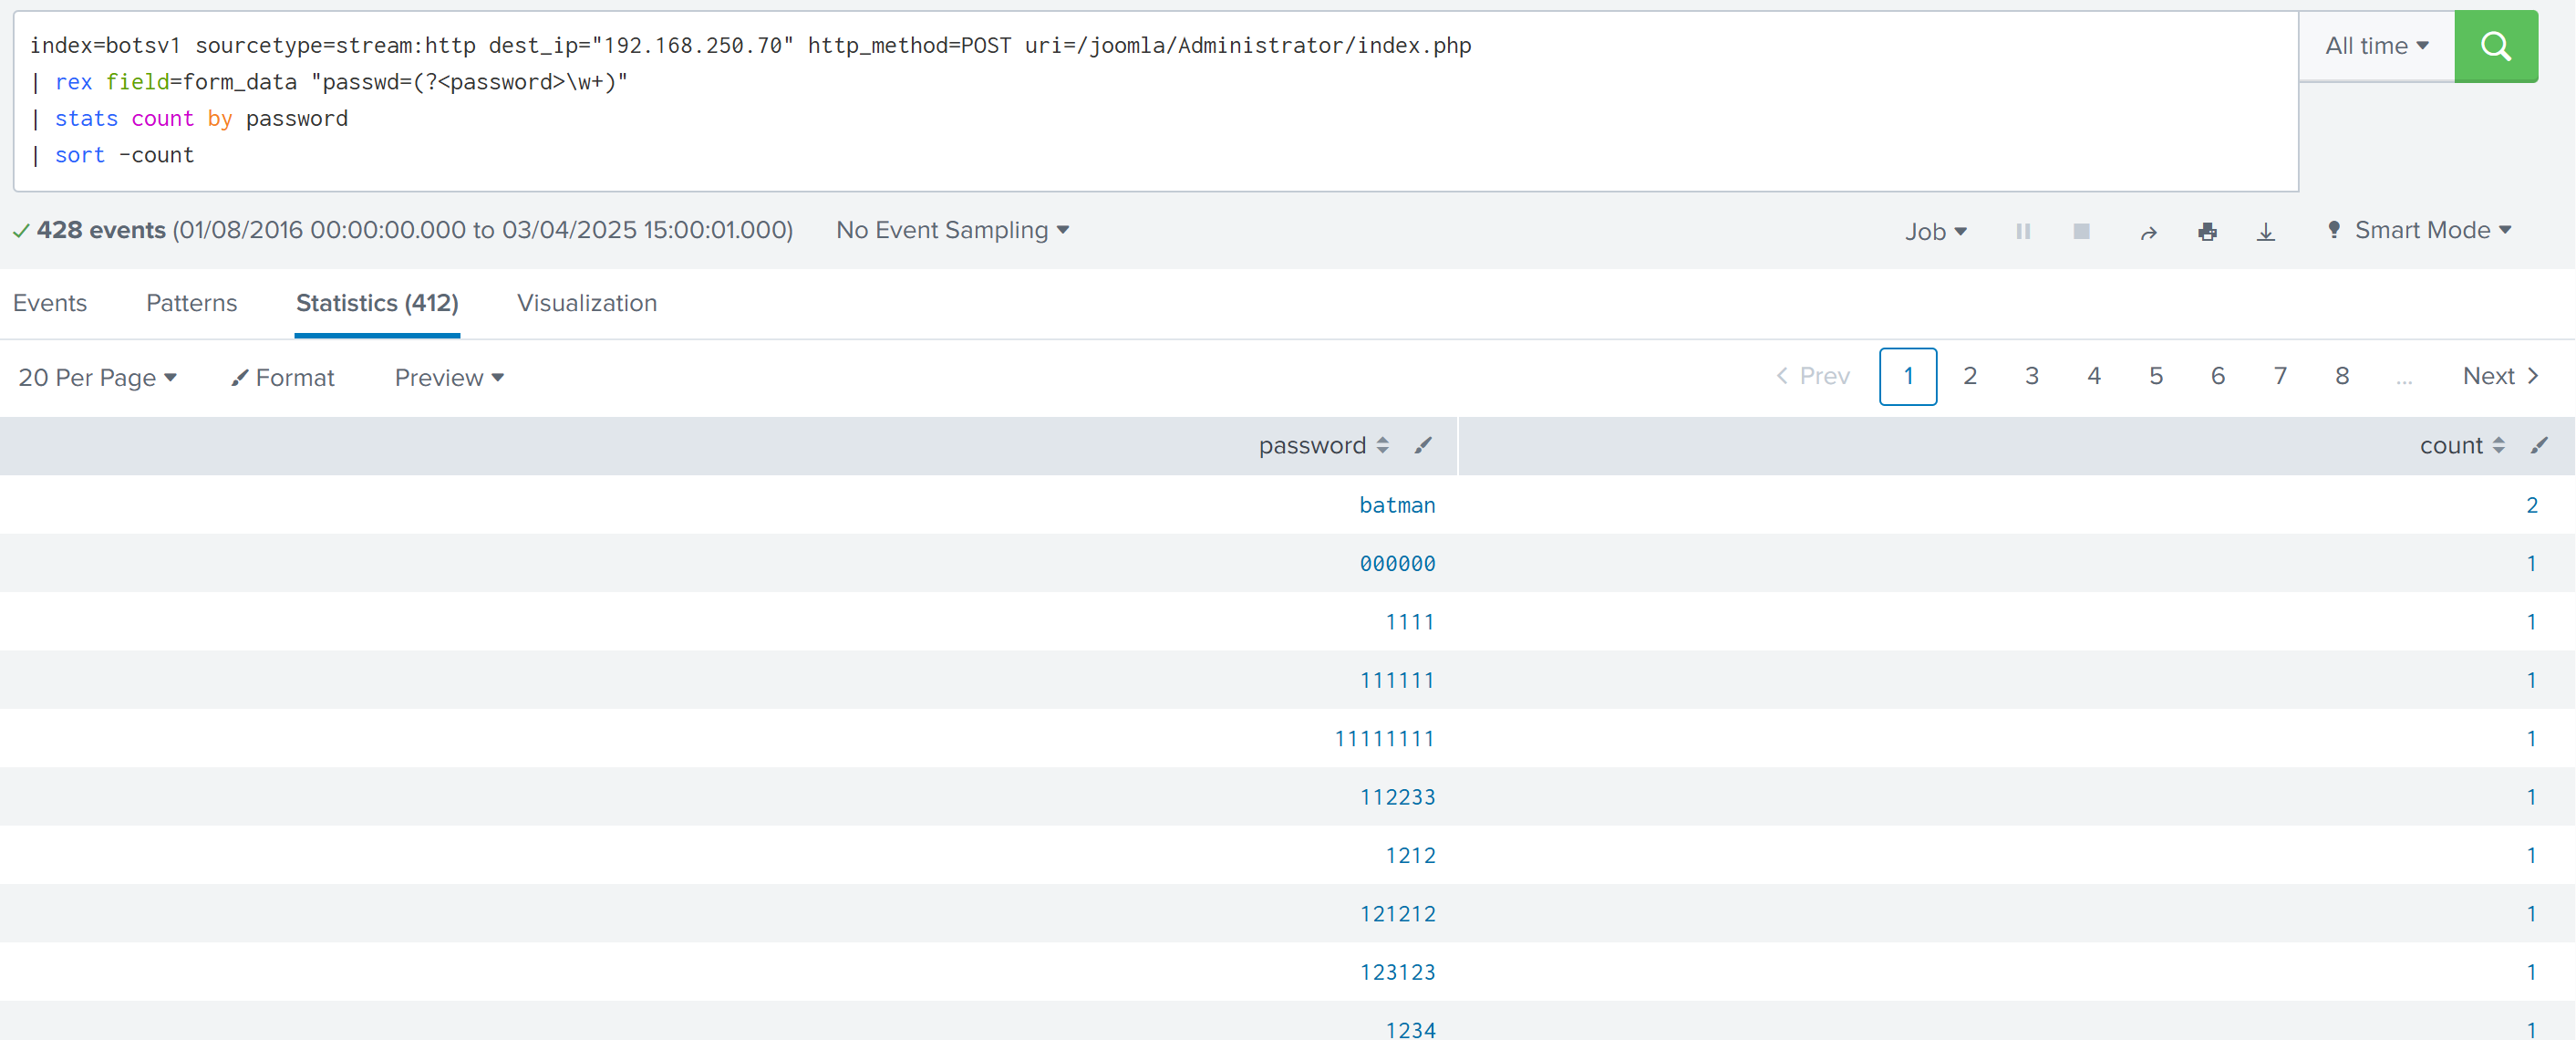 index=botsv1 sourcetype=stream:http dest_ip="192.168.250.70" http_method=POST uri=/joomla/Administrator/index.php
| rex field=form_data "passwd=(?<password>\w+)"
| stats count by password
| sort -count
All time
428 events (01/08/2016 00:00:00.000 to 03/04/2025 15:00:01.000) No Event Sampling Job Smart Mode
Events Patterns Statistics (412) Visualization
20 Per Page Format Preview < Prev 1 2 3 4 5 6 7 8 ... Next >
password count
batman 2
000000 1
1111 1
111111 1
11111111 1
112233 1
1212 1
121212 1
123123 1
1234 1